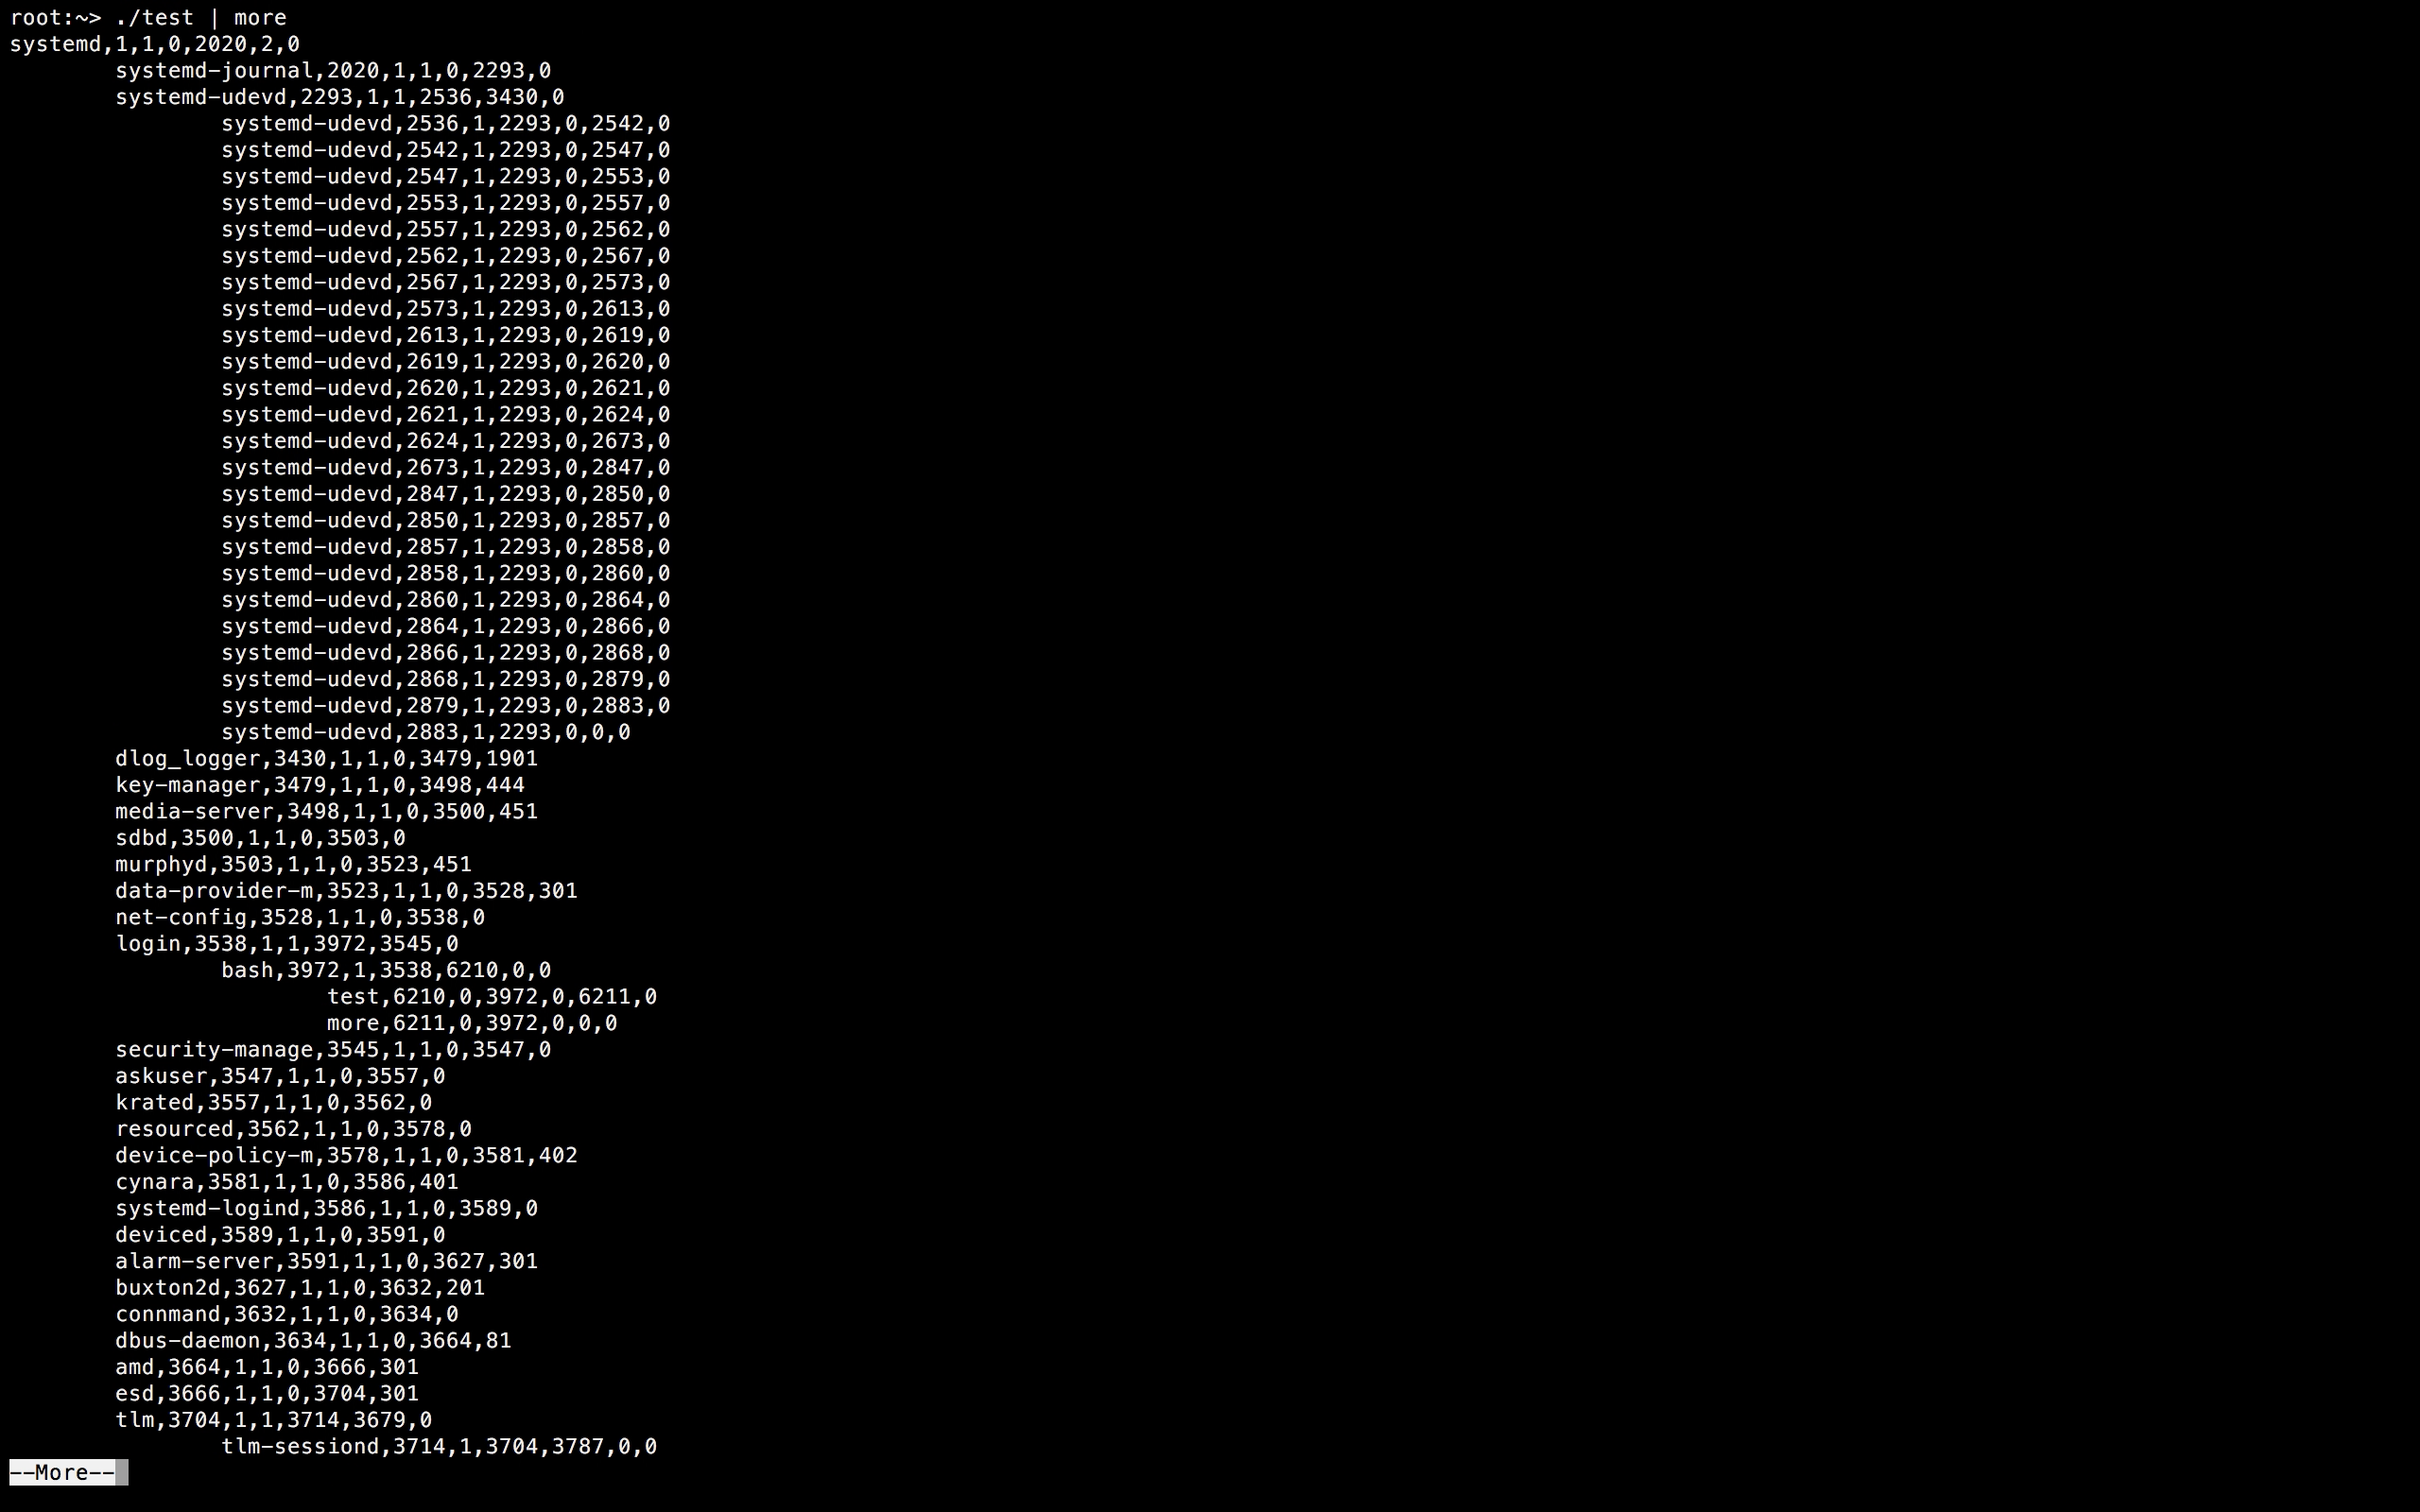 root:~> ./test | more
systemd,1,1,0,2020,2,0
        systemd-journal,2020,1,1,0,2293,0
        systemd-udevd,2293,1,1,2536,3430,0
                systemd-udevd,2536,1,2293,0,2542,0
                systemd-udevd,2542,1,2293,0,2547,0
                systemd-udevd,2547,1,2293,0,2553,0
                systemd-udevd,2553,1,2293,0,2557,0
                systemd-udevd,2557,1,2293,0,2562,0
                systemd-udevd,2562,1,2293,0,2567,0
                systemd-udevd,2567,1,2293,0,2573,0
                systemd-udevd,2573,1,2293,0,2613,0
                systemd-udevd,2613,1,2293,0,2619,0
                systemd-udevd,2619,1,2293,0,2620,0
                systemd-udevd,2620,1,2293,0,2621,0
                systemd-udevd,2621,1,2293,0,2624,0
                systemd-udevd,2624,1,2293,0,2673,0
                systemd-udevd,2673,1,2293,0,2847,0
                systemd-udevd,2847,1,2293,0,2850,0
                systemd-udevd,2850,1,2293,0,2857,0
                systemd-udevd,2857,1,2293,0,2858,0
                systemd-udevd,2858,1,2293,0,2860,0
                systemd-udevd,2860,1,2293,0,2864,0
                systemd-udevd,2864,1,2293,0,2866,0
                systemd-udevd,2866,1,2293,0,2868,0
                systemd-udevd,2868,1,2293,0,2879,0
                systemd-udevd,2879,1,2293,0,2883,0
                systemd-udevd,2883,1,2293,0,0,0
        dlog_logger,3430,1,1,0,3479,1901
        key-manager,3479,1,1,0,3498,444
        media-server,3498,1,1,0,3500,451
        sdbd,3500,1,1,0,3503,0
        murphyd,3503,1,1,0,3523,451
        data-provider-m,3523,1,1,0,3528,301
        net-config,3528,1,1,0,3538,0
        login,3538,1,1,3972,3545,0
                bash,3972,1,3538,6210,0,0
                        test,6210,0,3972,0,6211,0
                        more,6211,0,3972,0,0,0
        security-manage,3545,1,1,0,3547,0
        askuser,3547,1,1,0,3557,0
        krated,3557,1,1,0,3562,0
        resourced,3562,1,1,0,3578,0
        device-policy-m,3578,1,1,0,3581,402
        cynara,3581,1,1,0,3586,401
        systemd-logind,3586,1,1,0,3589,0
        deviced,3589,1,1,0,3591,0
        alarm-server,3591,1,1,0,3627,301
        buxton2d,3627,1,1,0,3632,201
        connmand,3632,1,1,0,3634,0
        dbus-daemon,3634,1,1,0,3664,81
        amd,3664,1,1,0,3666,301
        esd,3666,1,1,0,3704,301
        tlm,3704,1,1,3714,3679,0
                tlm-sessiond,3714,1,3704,3787,0,0
--More--